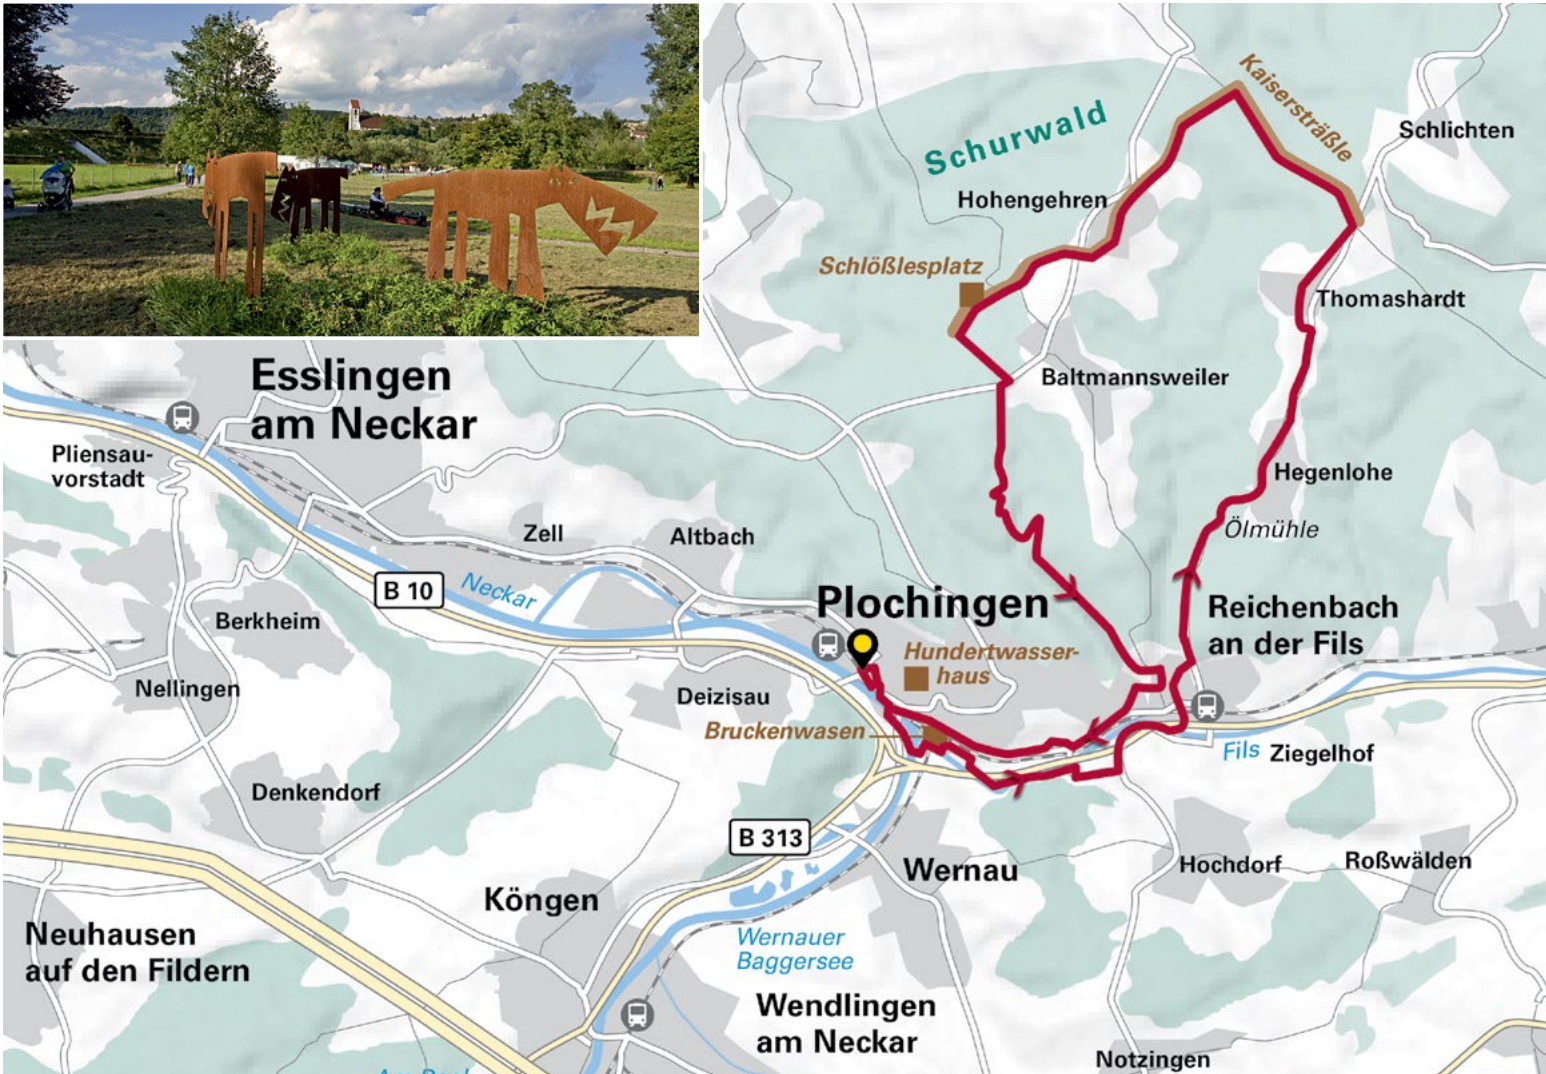 Schurwald
Kaisersträßle
Schlichten
Hohengehren
Schlößlesplatz
Thomashardt
Esslingen
am Neckar
Baltmannsweiler
Pliensau-
vorstadt
Hegenlohe
Ölmühle
Zell
Altbach
B 10
Neckar
Plochingen
Reichenbach
an der Fils
Berkheim
Hundertwasser-
haus
Nellingen
Deizisau
Bruckenwasen
Fils
Ziegelhof
Denkendorf
B 313
Wernau
Hochdorf
Roßwälden
Köngen
Neuhausen
auf den Fildern
Wernauer
Baggersee
Wendlingen
am Neckar
Notzingen